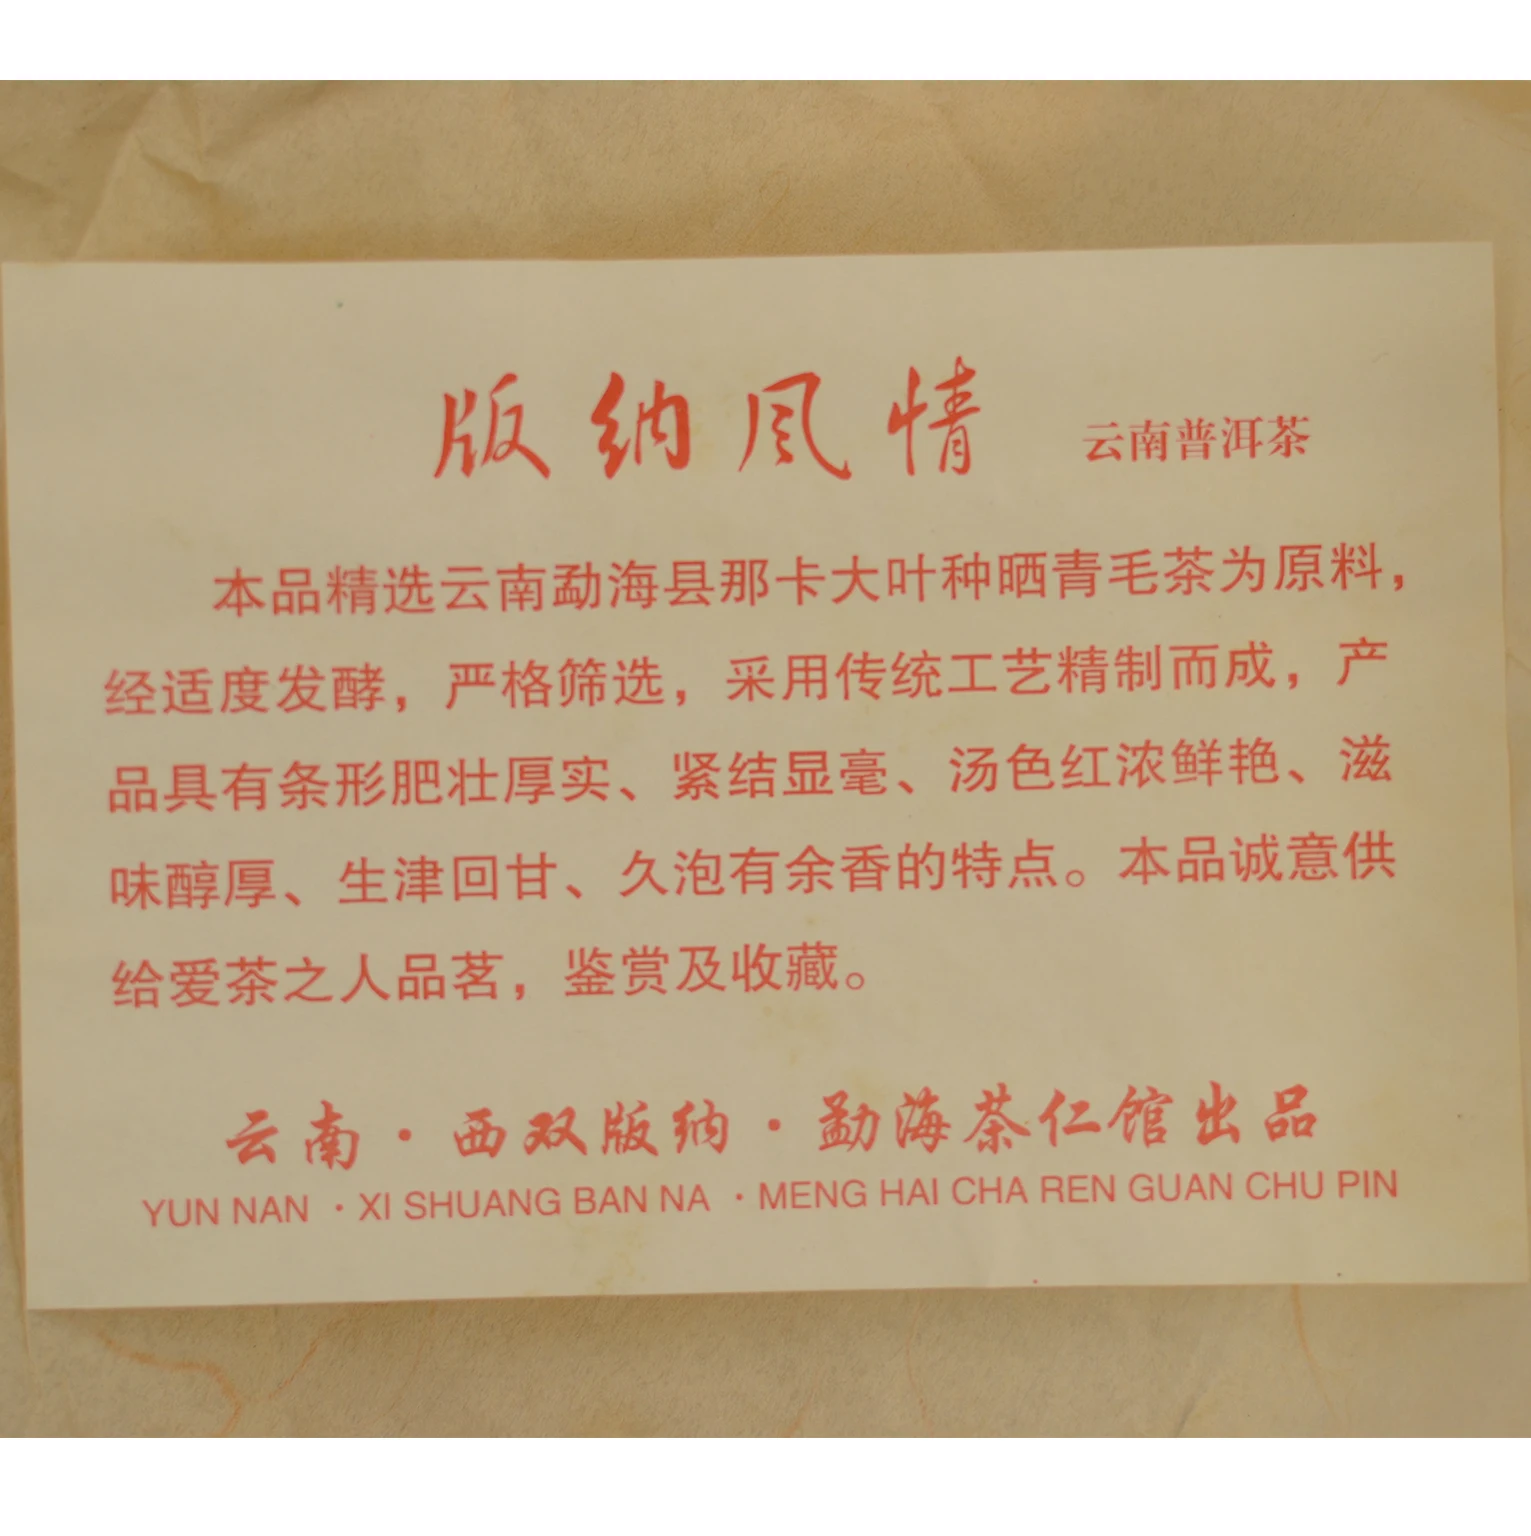 版纳风情 云南普洱茶
本品精选云南勐海县那卡大叶种晒青毛茶为原料，
经适度发酵，严格筛选，采用传统工艺精制而成，产
品具有条形肥壮厚实、紧结显毫、汤色红浓鲜艳、滋
味醇厚、生津回甘、久泡有余香的特点。本品诚意供
给爱茶之人品茗，鉴赏及收藏。
云南·西双版纳·勐海茶仁馆出品
YUN NAN ·XI SHUANG BAN NA ·MENG HAI CHA REN GUAN CHU PIN